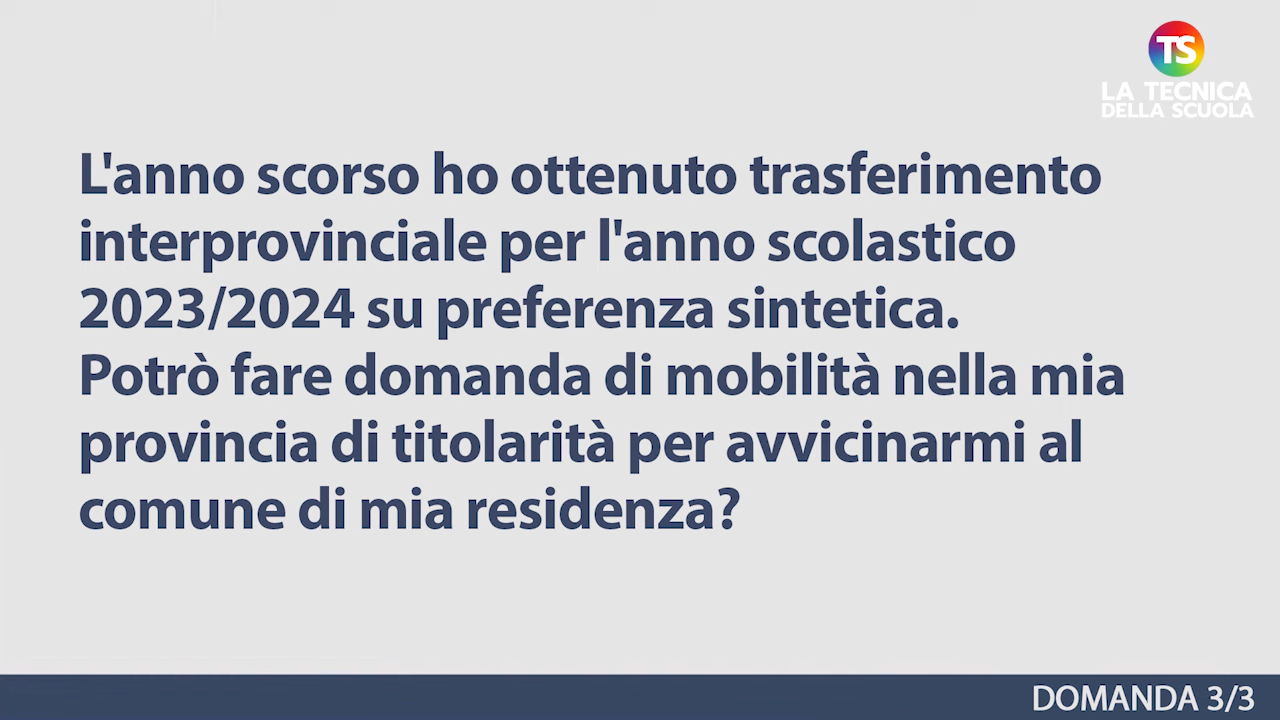 TS
LA TECNICA
DELLA SCUOLA
L'anno scorso ho ottenuto trasferimento
interprovinciale per l'anno scolastico
2023/2024 su preferenza sintetica.
Potrò fare domanda di mobilità nella mia
provincia di titolarità per avvicinarmi al
comune di mia residenza?
DOMANDA 3/3